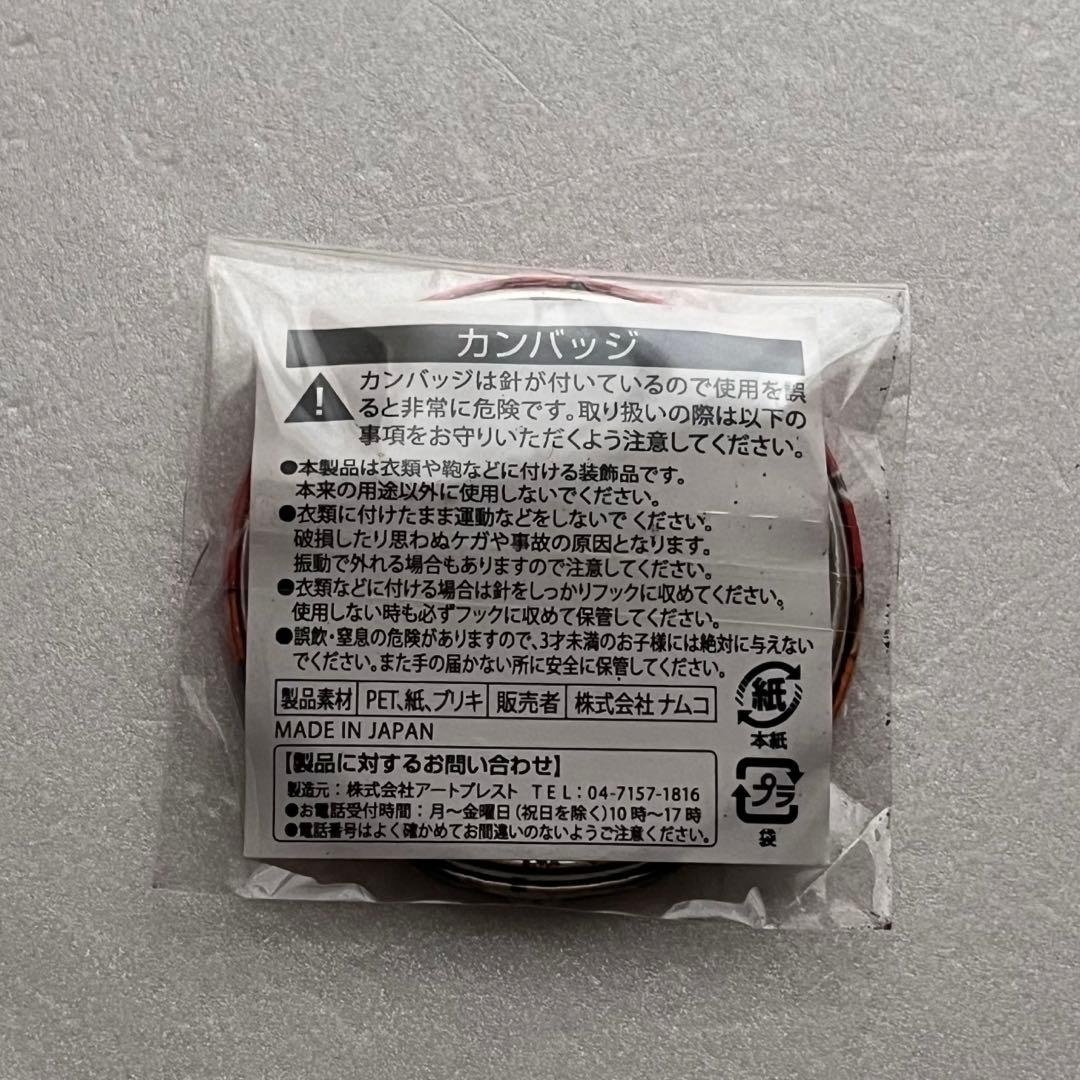 カンバッジ
カンバッジは針が付いているので使用を誤
ると非常に危険です。取り扱いの際は以下の
事項をお守りいただくよう注意してください。
●本製品は衣類や鞄などに付ける装飾品です。
本来の用途以外に使用しないでください。
●衣類に付けたまま運動などをしないでください。
破損したり思わぬケガや事故の原因となります。
振動で外れる場合もありますので注意してください。
●衣類などに付ける場合は針をしっかりフックに収めてください。
使用しない時も必ずフックに収めて保管してください。
●誤飲・窒息の危険がありますので、3才未満のお子様には絶対に与えない
でください。また手の届かない所に安全に保管してください。
製品素材 PET、紙、ブリキ 販売者 株式会社ナムコ
MADE IN JAPAN
紙
本紙
【製品に対するお問い合わせ】
製造元:株式会社アートプレスト TEL:04-7157-1816
●お電話受付時間:月~金曜日(祝日を除く)10時~17時
●電話番号はよく確かめてお間違いのないようご注意ください。
プラ
袋